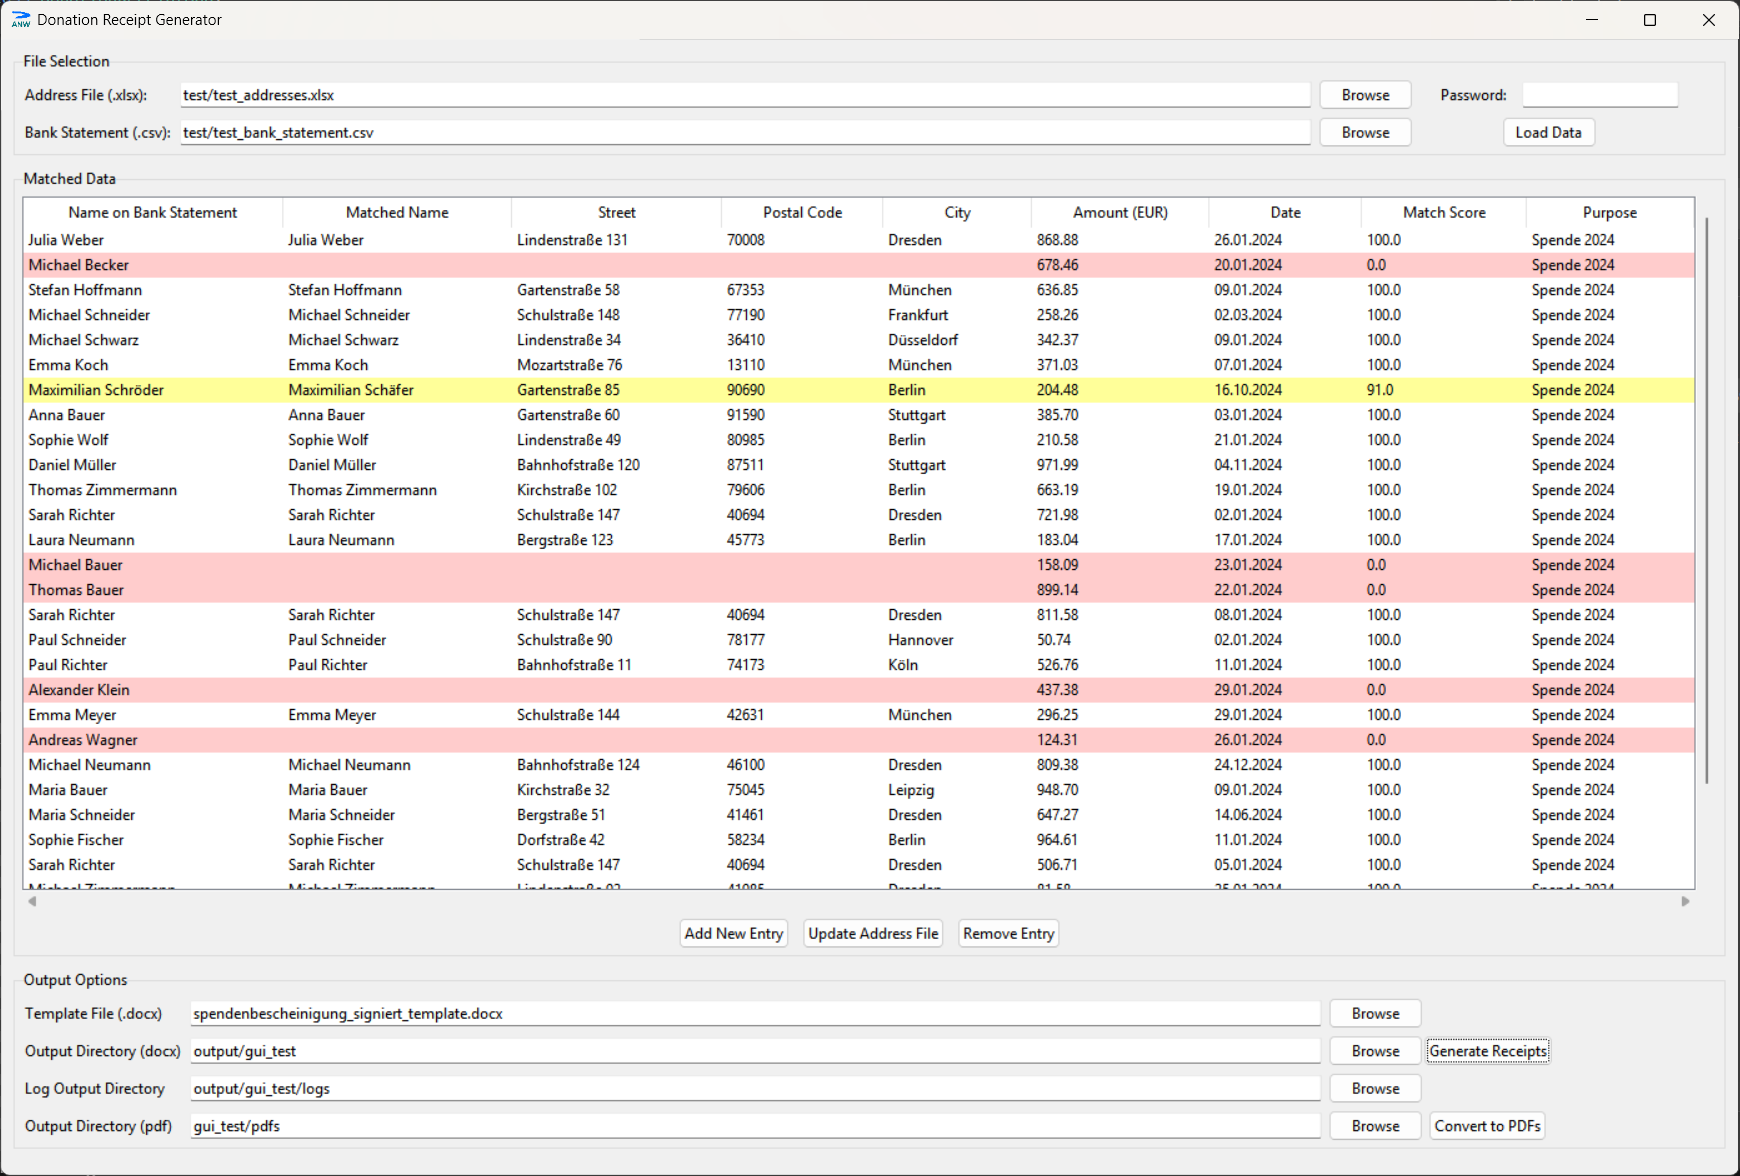 ANW Donation Receipt Generator
File Selection
Address File (.xlsx): test/test_addresses.xlsx Browse Password:
Bank Statement (.csv): test/test_bank_statement.csv Browse Load Data
Matched Data
Name on Bank Statement Matched Name Street Postal Code City Amount (EUR) Date Match Score Purpose
Julia Weber Julia Weber Lindenstraße 131 70008 Dresden 868.88 26.01.2024 100.0 Spende 2024
Michael Becker 678.46 20.01.2024 0.0 Spende 2024
Stefan Hoffmann Stefan Hoffmann Gartenstraße 58 67353 München 636.85 09.01.2024 100.0 Spende 2024
Michael Schneider Michael Schneider Schulstraße 148 77190 Frankfurt 258.26 02.03.2024 100.0 Spende 2024
Michael Schwarz Michael Schwarz Lindenstraße 34 36410 Düsseldorf 342.37 09.01.2024 100.0 Spende 2024
Emma Koch Emma Koch Mozartstraße 76 13110 München 371.03 07.01.2024 100.0 Spende 2024
Maximilian Schröder Maximilian Schäfer Gartenstraße 85 90690 Berlin 204.48 16.10.2024 91.0 Spende 2024
Anna Bauer Anna Bauer Gartenstraße 60 91590 Stuttgart 385.70 03.01.2024 100.0 Spende 2024
Sophie Wolf Sophie Wolf Lindenstraße 49 80985 Berlin 210.58 21.01.2024 100.0 Spende 2024
Daniel Müller Daniel Müller Bahnhofstraße 120 87511 Stuttgart 971.99 04.11.2024 100.0 Spende 2024
Thomas Zimmermann Thomas Zimmermann Kirchstraße 102 79606 Berlin 663.19 19.01.2024 100.0 Spende 2024
Sarah Richter Sarah Richter Schulstraße 147 40694 Dresden 721.98 02.01.2024 100.0 Spende 2024
Laura Neumann Laura Neumann Bergstraße 123 45773 Berlin 183.04 17.01.2024 100.0 Spende 2024
Michael Bauer 158.09 23.01.2024 0.0 Spende 2024
Thomas Bauer 899.14 22.01.2024 0.0 Spende 2024
Sarah Richter Sarah Richter Schulstraße 147 40694 Dresden 811.58 08.01.2024 100.0 Spende 2024
Paul Schneider Paul Schneider Schulstraße 90 78177 Hannover 50.74 02.01.2024 100.0 Spende 2024
Paul Richter Paul Richter Bahnhofstraße 11 74173 Köln 526.76 11.01.2024 100.0 Spende 2024
Alexander Klein 437.38 29.01.2024 0.0 Spende 2024
Emma Meyer Emma Meyer Schulstraße 144 42631 München 296.25 29.01.2024 100.0 Spende 2024
Andreas Wagner 124.31 26.01.2024 0.0 Spende 2024
Michael Neumann Michael Neumann Bahnhofstraße 124 46100 Dresden 809.38 24.12.2024 100.0 Spende 2024
Maria Bauer Maria Bauer Kirchstraße 32 75045 Leipzig 948.70 09.01.2024 100.0 Spende 2024
Maria Schneider Maria Schneider Bergstraße 51 41461 Dresden 647.27 14.06.2024 100.0 Spende 2024
Sophie Fischer Sophie Fischer Dorfstraße 42 58234 Berlin 964.61 11.01.2024 100.0 Spende 2024
Sarah Richter Sarah Richter Schulstraße 147 40694 Dresden 506.71 05.01.2024 100.0 Spende 2024
Michael Zimmermann Michael Zimmermann Dresden 100.0 Spende 2024
Add New Entry Update Address File Remove Entry
Output Options
Template File (.docx) spendenbescheinigung_signiert_template.docx Browse
Output Directory (docx) output/gui_test Browse Generate Receipts
Log Output Directory output/gui_test/logs Browse
Output Directory (pdf) gui_test/pdfs Browse Convert to PDFs